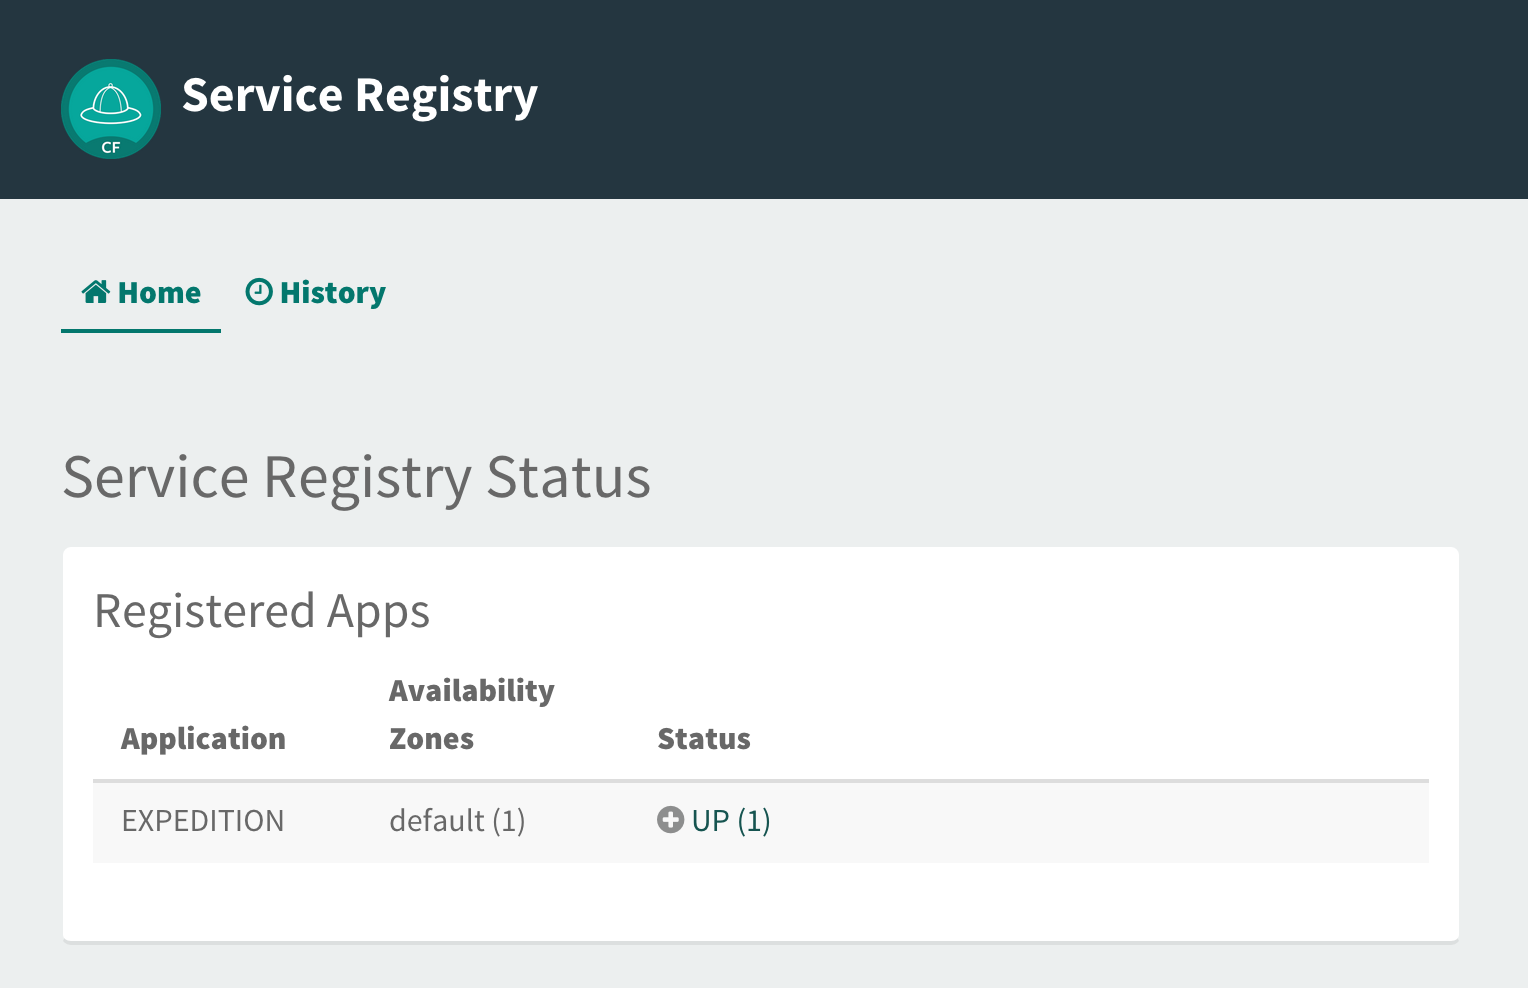 CF
Service Registry
Home
History
Service Registry Status
Registered Apps
Application
Availability
Zones
Status
EXPEDITION
default (1)
UP (1)